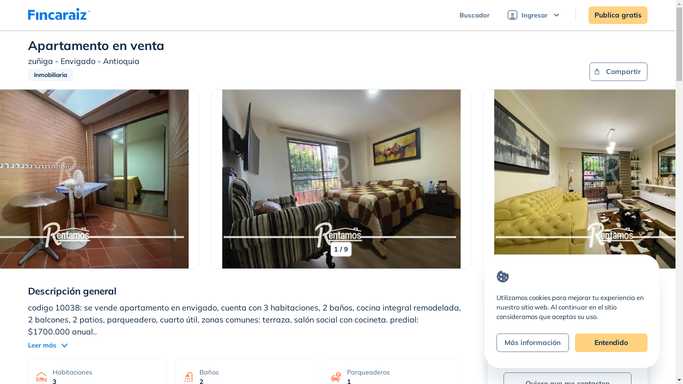 Fincaraiz
Buscador
Ingresar
Publica gratis
Apartamento en venta
zuñiga - Envigado - Antioquia
Inmobiliaria
Compartir
Rentamos
Rentamos
Rentamos
1 / 9
Descripción general
codigo 10038: se vende apartamento en envigado, cuenta con 3 habitaciones, 2 baños, cocina integral remodelada,
2 balcones, 2 patios, parqueadero, cuarto útil. zonas comunes: terraza, salón social con cocineta. predial:
$1700.000 anual..
Leer más
Habitaciones
3
Baños
2
Parqueaderos
1
Utilizamos cookies para mejorar tu experiencia en
nuestro sitio web. Al continuar en el sitio
consideramos que aceptas su uso.
Más información
Entendido
Quiero que me contacten